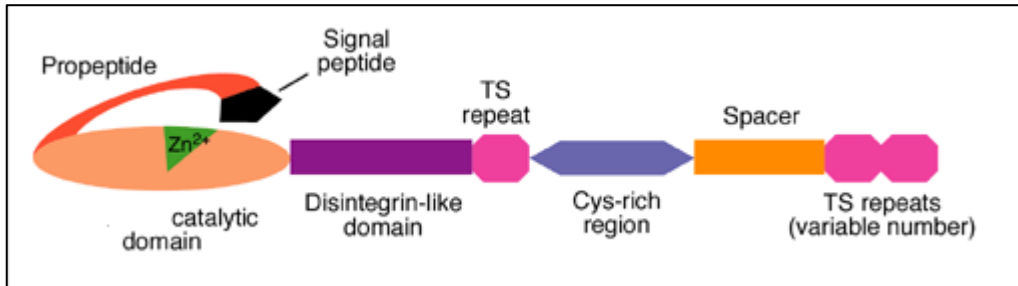 Propeptide
Signal
peptide
Zn2+
TS
repeat
Spacer
catalytic
domain
Disintegrin-like
domain
Cys-rich
region
TS repeats
(variable number)